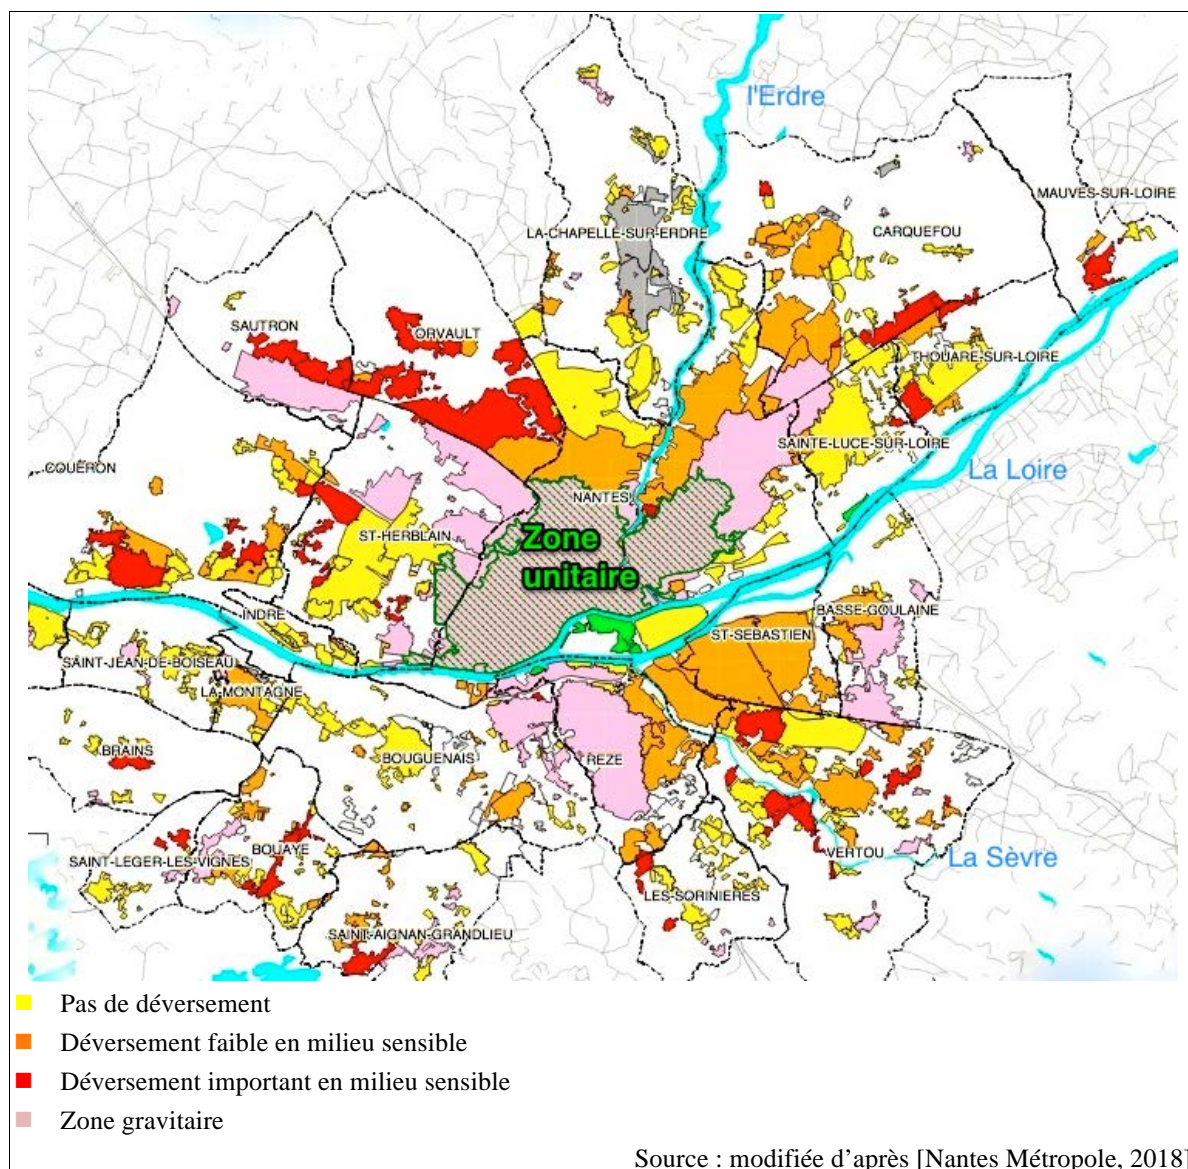 l'Erdre
MAUVES-SUR-LOIRE
LA-CHAPELLE-SUR-ERDRE
CARQUEFOU
SAUTRON
ORVAULT
THOUARE-SUR-LOIRE
SAINTE-LUCE-SUR-LOIRE
COUERON
La Loire
NANTES
ST-HERBLAIN
Zone
unitaire
INDRE
BASSE-GOULAINE
ST-SEBASTIEN
SAINT-JEAN-DE-BOISEAU
LA-MONTAGNE
BRAINS
BOUGUENAIS
REZE
BOUAYE
SAINT-LEGER-LES-VIGNES
VERTOU
La Sèvre
LES-SORINIERES
SAINT-AIGNAN-GRANDLIEU
Pas de déversement
Déversement faible en milieu sensible
Déversement important en milieu sensible
Zone gravitaire
Source : modifiée d'après [Nantes Métropole, 2018]